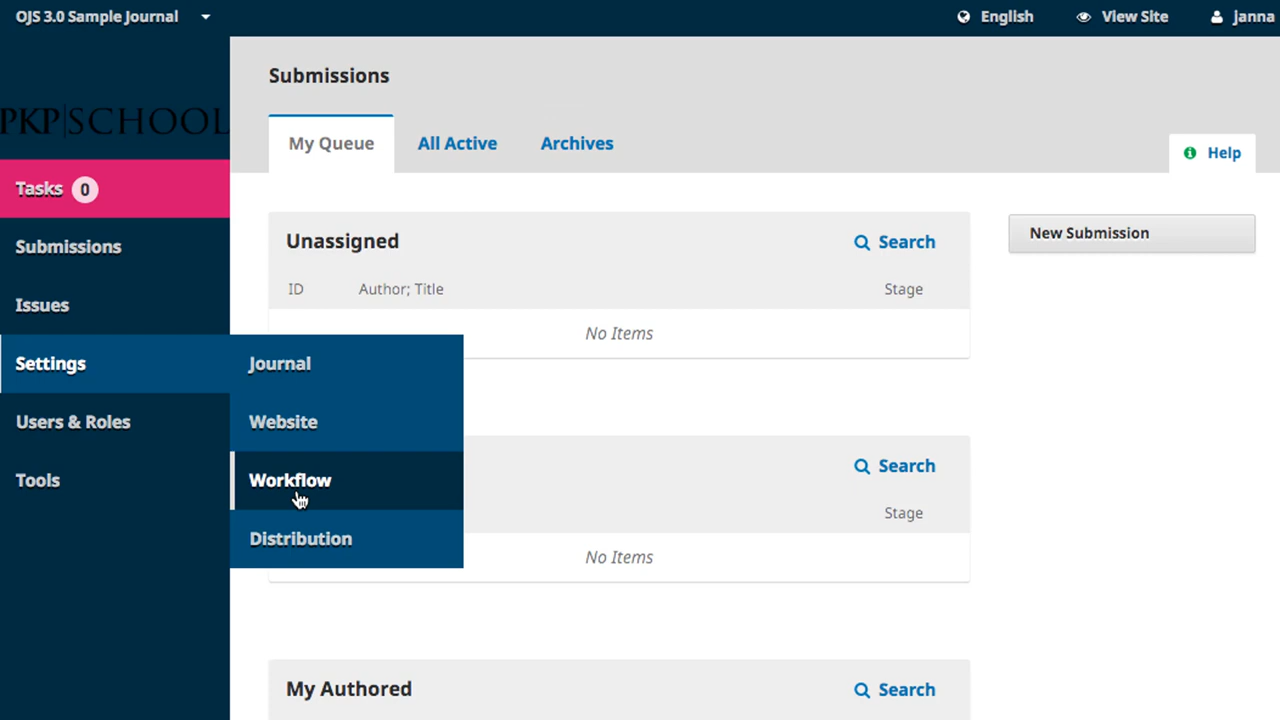 OJS 3.0 Sample Journal
English
View Site
Janna
PKP|SCHOOL
Tasks 0
Submissions
Issues
Settings
Users & Roles
Tools
Journal
Website
Workflow
Distribution
Submissions
My Queue
All Active
Archives
Help
Unassigned
Search
ID
Author; Title
Stage
No Items
New Submission
Search
Stage
No Items
My Authored
Search